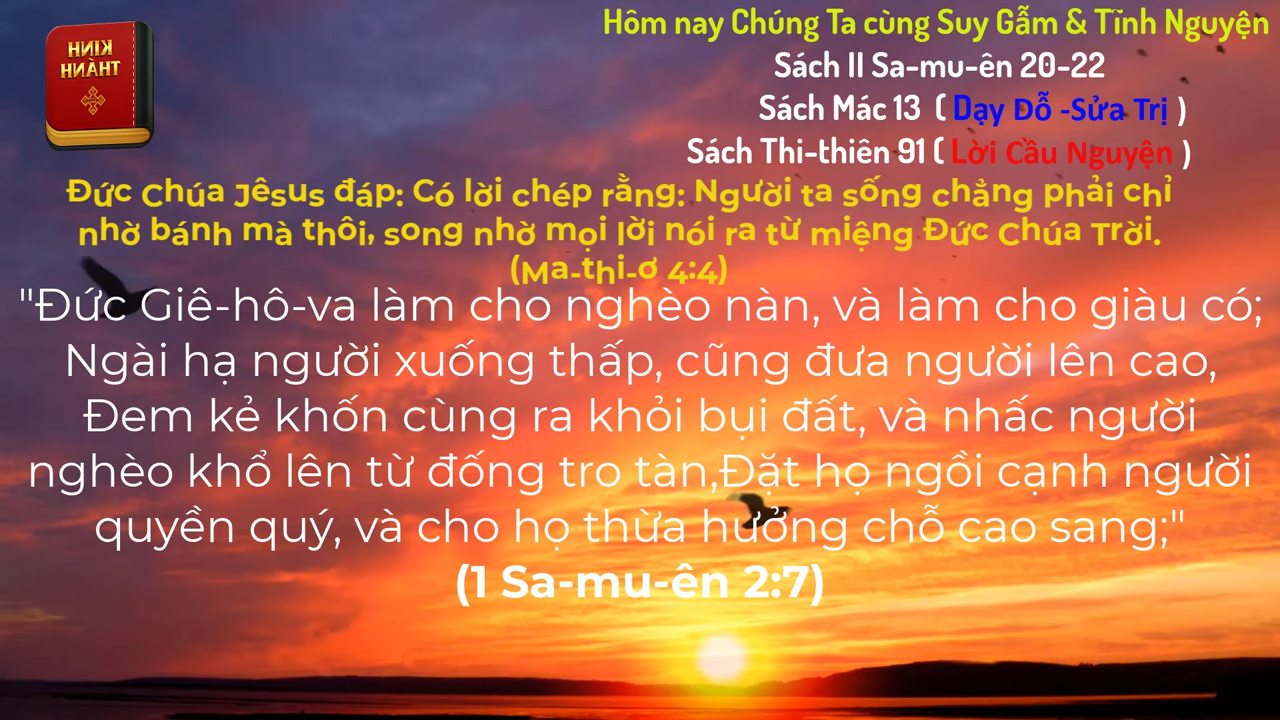 KINH
THÀNH
Hôm nay Chúng Ta cùng Suy Gẫm & Tĩnh Nguyện
Sách II Sa-mu-ên 20-22
Sách Mác 13 ( Dạy Đỗ -Sửa Trị )
Sách Thi-thiên 91 ( Lời Cầu Nguyện )
Đức Chúa Jêsus đáp: Có lời chép rằng: Người ta sống chẳng phải chỉ
nhờ bánh mà thôi, song nhờ mọi lời nói ra từ miệng Đức Chúa Trời.
(Ma-thi-ơ 4:4)
"Đức Giê-hô-va làm cho nghèo nàn, và làm cho giàu có;
Ngài hạ người xuống thấp, cũng đưa người lên cao,
Đem kẻ khốn cùng ra khỏi bụi đất, và nhấc người
nghèo khổ lên từ đống tro tàn,Đặt họ ngồi cạnh người
quyền quý, và cho họ thừa hưởng chỗ cao sang;"
(1 Sa-mu-ên 2:7)